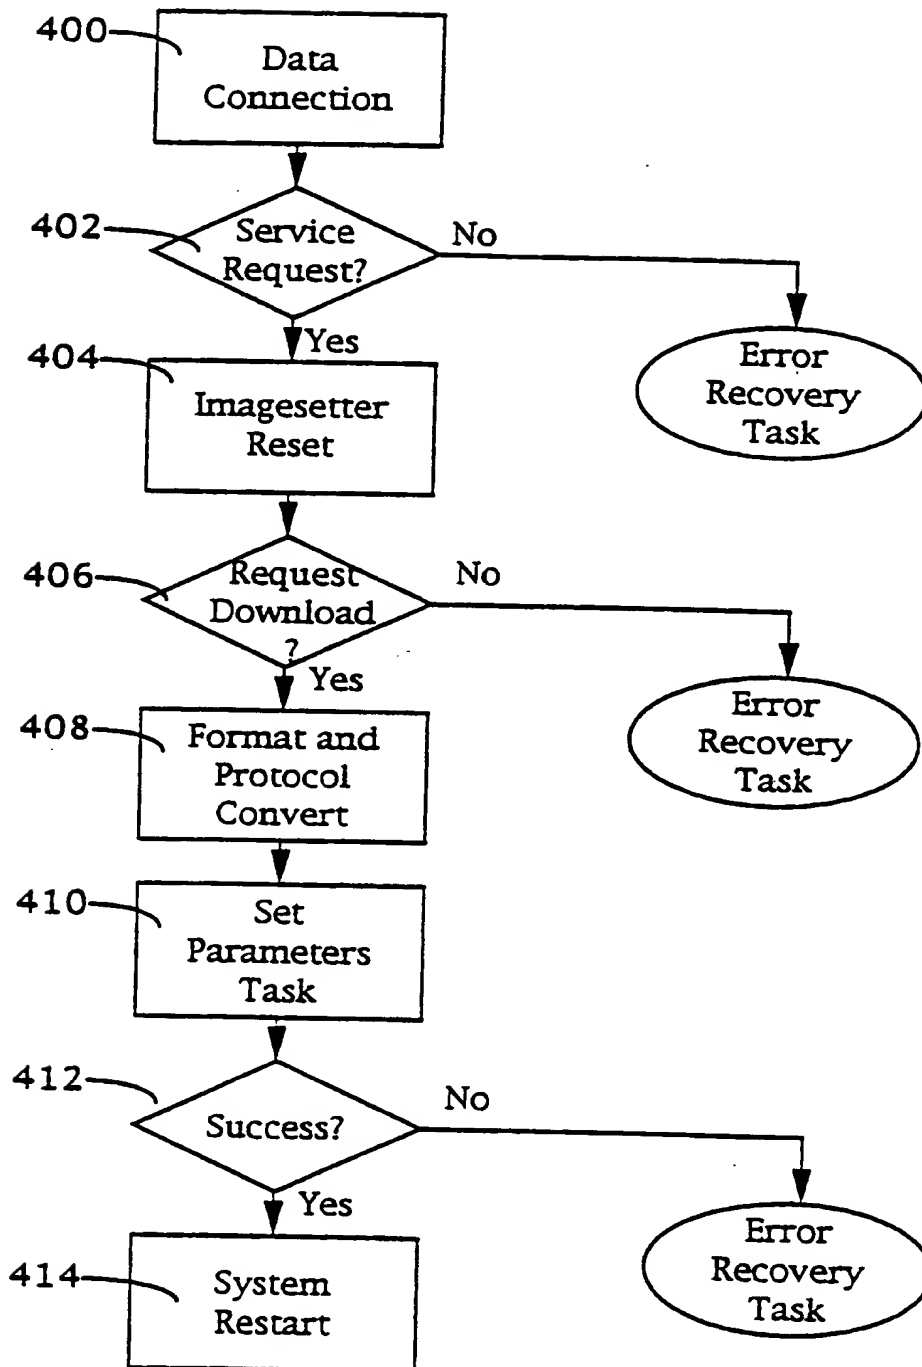 400
Data
Connection
402
Service
Request?
No
Yes
Error
Recovery
Task
404
Imagesetter
Reset
406
Request
Download
?
No
Yes
Error
Recovery
Task
408
Format and
Protocol
Convert
410
Set
Parameters
Task
412
Success?
No
Yes
Error
Recovery
Task
414
System
Restart